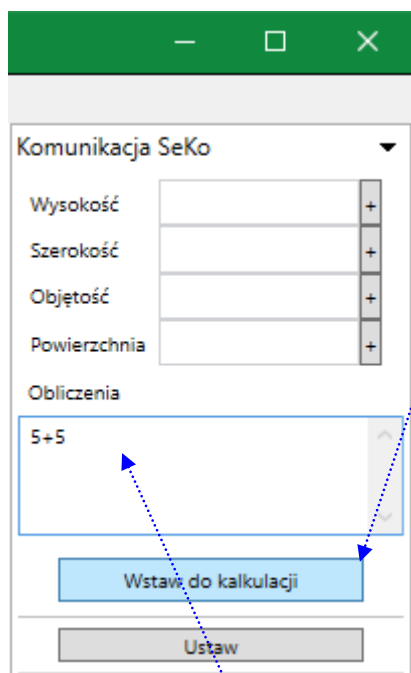 Komunikacja SeKo
Wysokość +
Szerokość +
Objętość +
Powierzchnia +
Obliczenia
5+5
Wstaw do kalkulacji
Ustaw